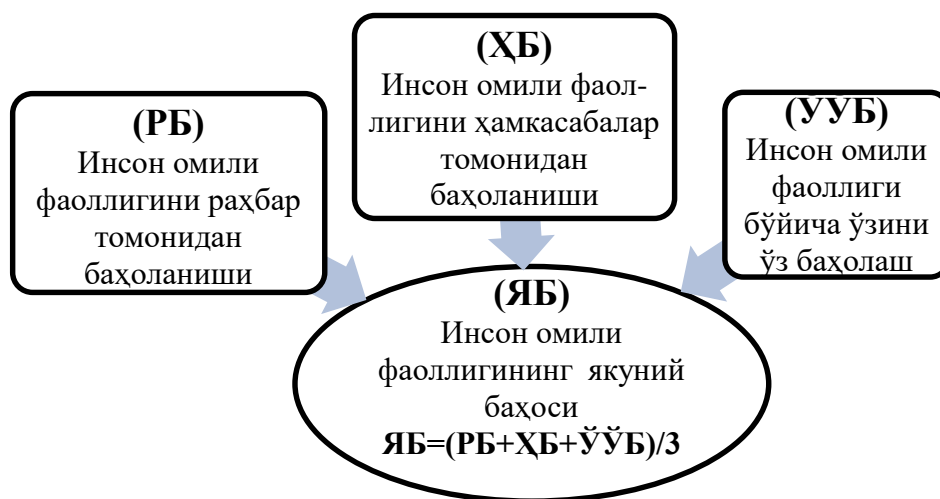 (РБ)
Инсон омили
фаоллигини раҳбар
томонидан
баҳоланиши
(ҲБ)
Инсон омили фаол-
лигини ҳамкасабалар
томонидан
баҳоланиши
(ЎЎБ)
Инсон омили
фаоллиги
бўйича ўзини
ўз баҳолаш
(ЯБ)
Инсон омили
фаоллигининг якуний
баҳоси
ЯБ=(РБ+ҲБ+ЎЎБ)/3